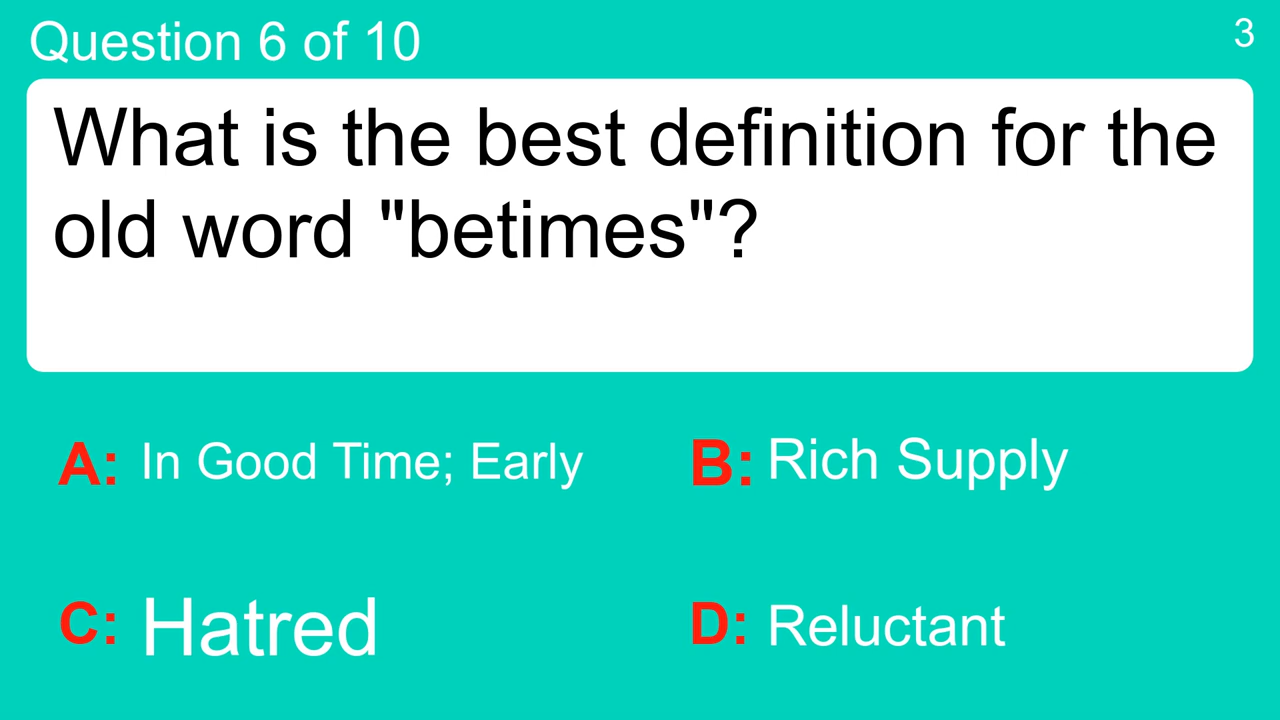 Question 6 of 10
3
What is the best definition for the
old word "betimes"?
A: In Good Time; Early
B: Rich Supply
C: Hatred
D: Reluctant